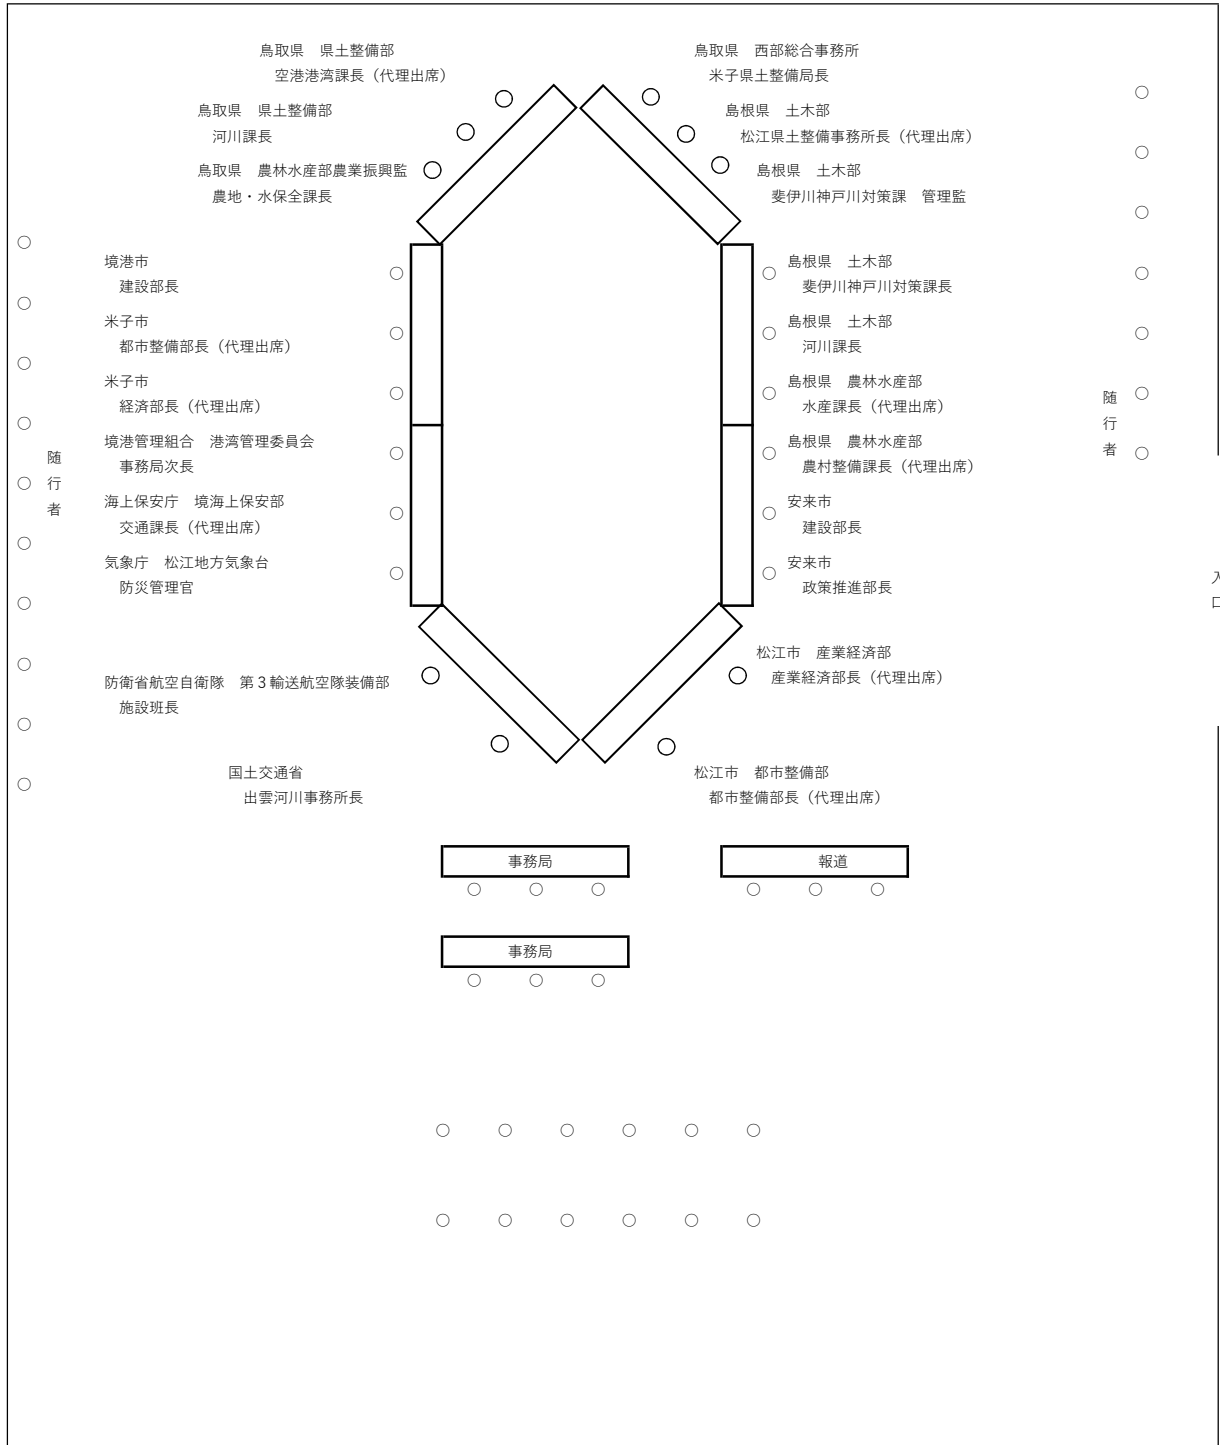 鳥取県　県土整備部
空港港湾課長（代理出席）
鳥取県　県土整備部
河川課長
鳥取県　農林水産部農業振興監
農地・水保全課長
鳥取県　西部総合事務所
米子県土整備局長
島根県　土木部
松江県土整備事務所長（代理出席）
島根県　土木部
斐伊川神戸川対策課　管理監
境港市
建設部長
米子市
都市整備部長（代理出席）
米子市
経済部長（代理出席）
境港管理組合　港湾管理委員会
事務局次長
海上保安庁　境海上保安部
交通課長（代理出席）
気象庁　松江地方気象台
防災管理官
防衛省航空自衛隊　第３輸送航空隊装備部
施設班長
国土交通省
出雲河川事務所長
島根県　土木部
斐伊川神戸川対策課長
島根県　土木部
河川課長
島根県　農林水産部
水産課長（代理出席）
島根県　農林水産部
農村整備課長（代理出席）
安来市
建設部長
安来市
政策推進部長
松江市　産業経済部
産業経済部長（代理出席）
松江市　都市整備部
都市整備部長（代理出席）
随行者
随行者
入口
事務局
報道
事務局